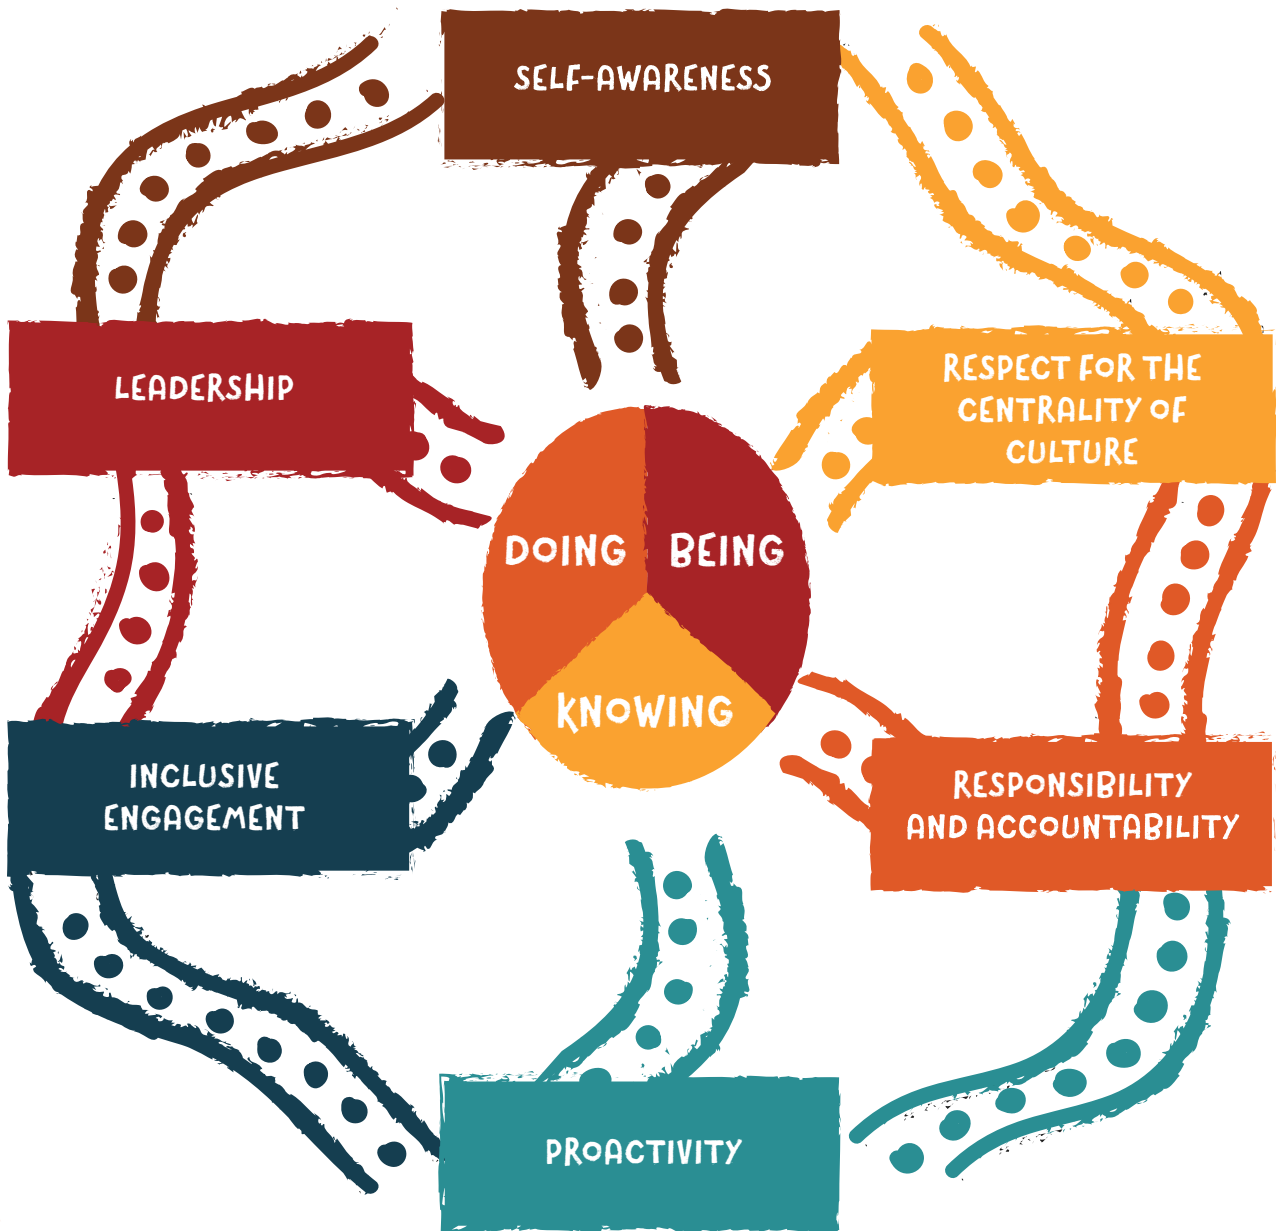 SELF-AWARENESS
LEADERSHIP
RESPECT FOR THE
CENTRALITY OF
CULTURE
DOING
BEING
KNOWING
INCLUSIVE
ENGAGEMENT
RESPONSIBILITY
AND ACCOUNTABILITY
PROACTIVITY